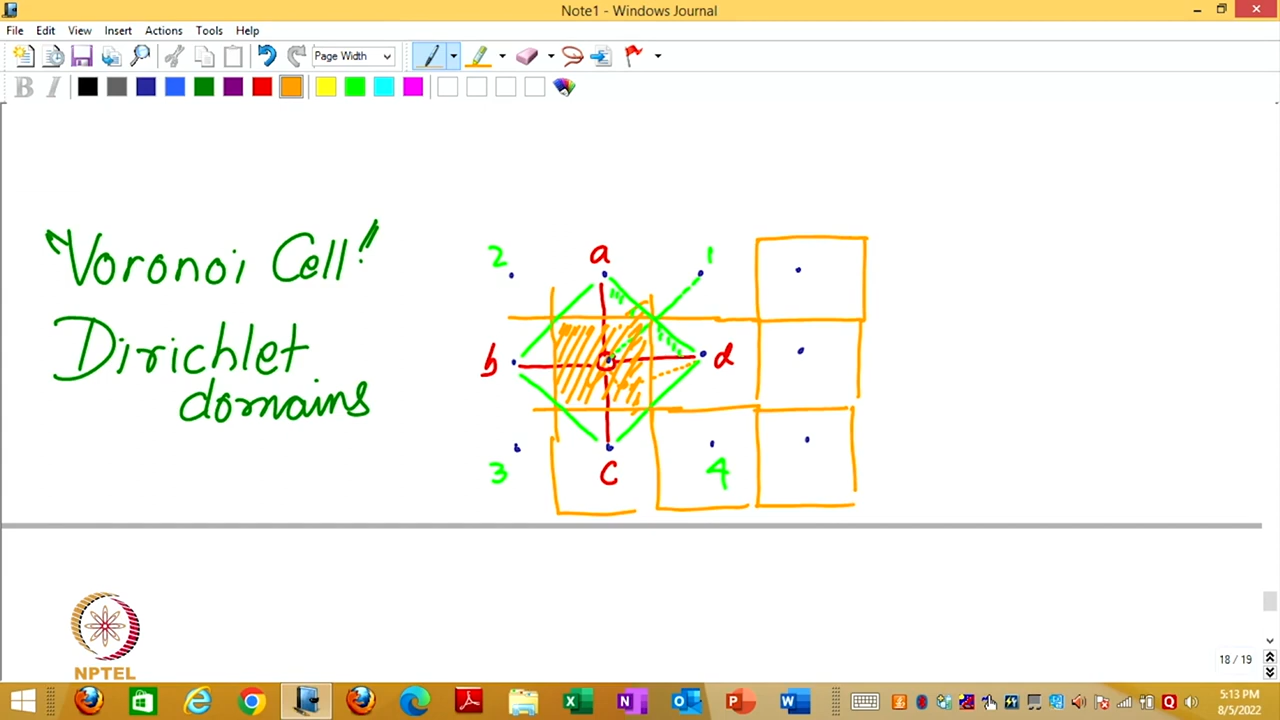 Note1 - Windows Journal
File Edit View Insert Actions Tools Help
Page Width
B I
"Voronoi Cell"
Dirichlet
domains
2 a 1
b d
3 c 4
18 / 19
NPTEL
5:13 PM
8/5/2022